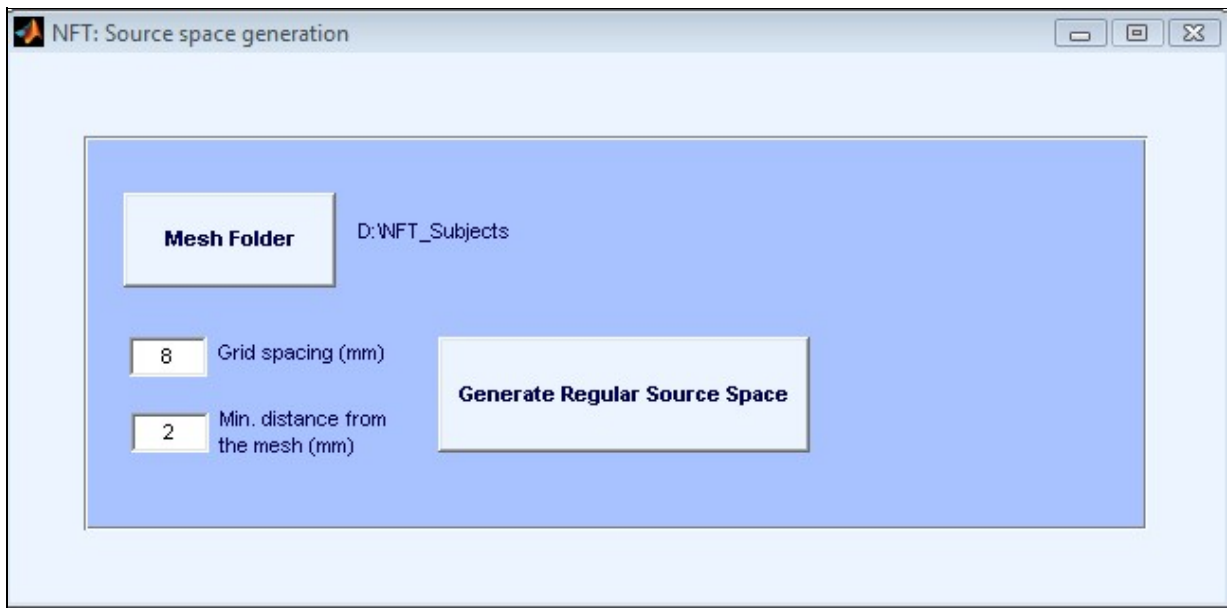 NFT: Source space generation
Mesh Folder
D:\NFT_Subjects
8
Grid spacing (mm)
2
Min. distance from
the mesh (mm)
Generate Regular Source Space